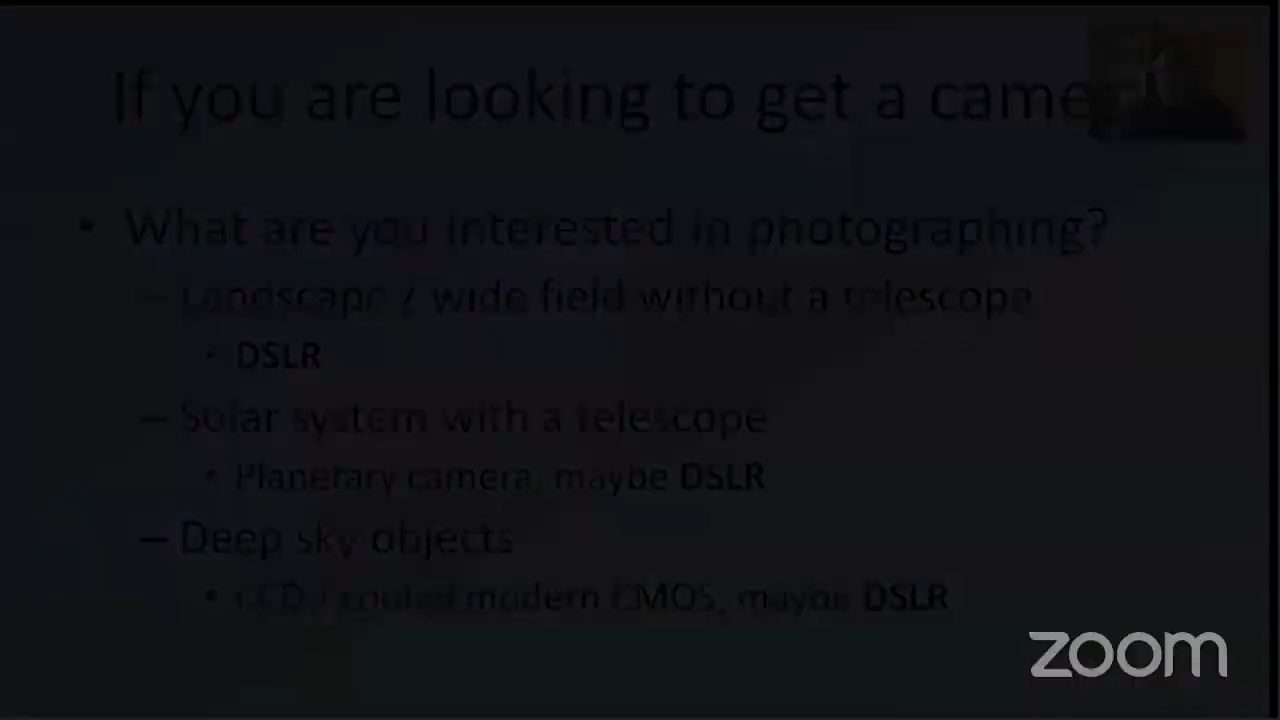 If you are looking to get a came
• What are you interested in photographing?
– Landscape / wide field without a telescope
• DSLR
– Solar system with a telescope
• Planetary camera, maybe DSLR
– Deep sky objects
• CCD / cooled modern CMOS, maybe DSLR
zoom